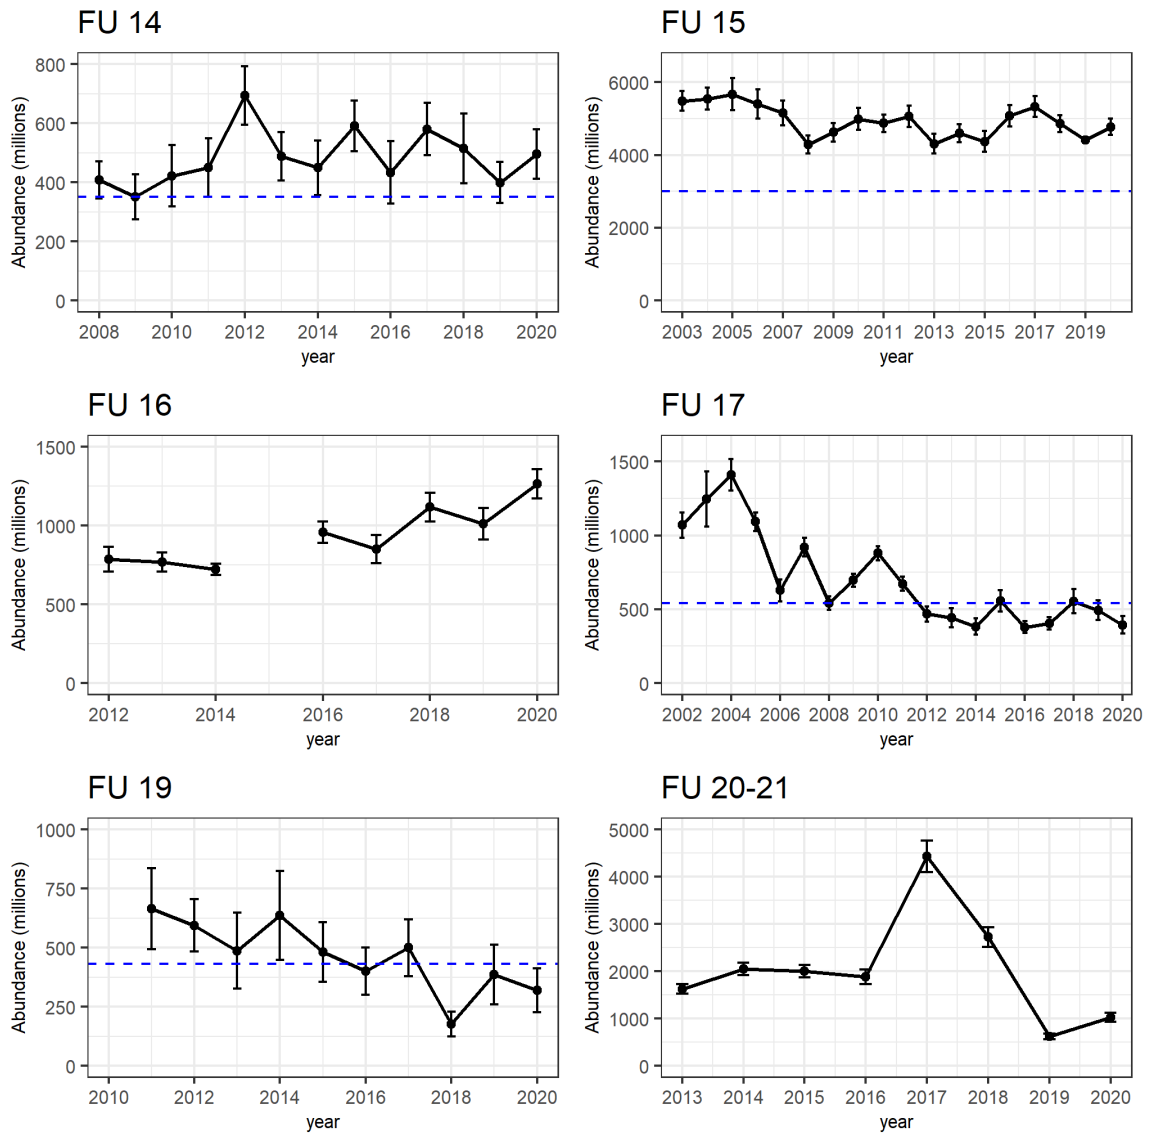 FU 14
Abundance (millions)
800
600
400
200
0
2008 2010 2012 2014 2016 2018 2020
year
FU 15
Abundance (millions)
6000
4000
2000
0
2003 2005 2007 2009 2011 2013 2015 2017 2019
year
FU 16
Abundance (millions)
1500
1000
500
0
2012 2014 2016 2018 2020
year
FU 17
Abundance (millions)
1500
1000
500
0
2002 2004 2006 2008 2010 2012 2014 2016 2018 2020
year
FU 19
Abundance (millions)
1000
750
500
250
0
2010 2012 2014 2016 2018 2020
year
FU 20-21
Abundance (millions)
5000
4000
3000
2000
1000
0
2013 2014 2015 2016 2017 2018 2019 2020
year